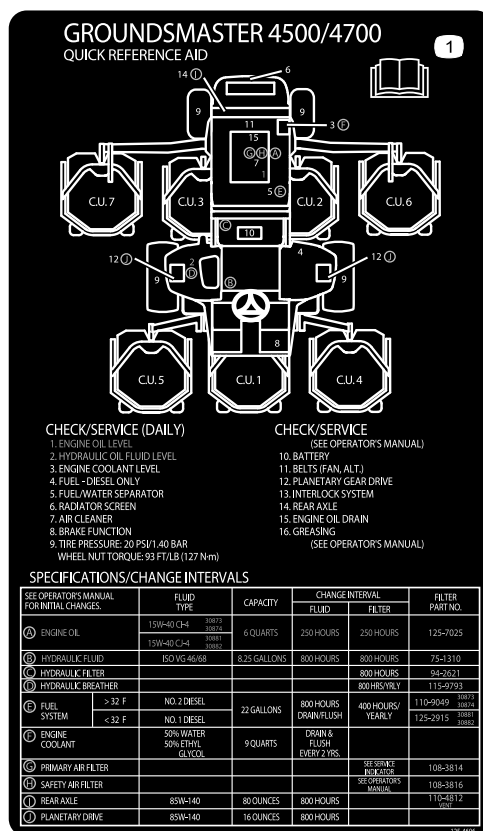 GROUNDSMASTER 4500/4700
QUICK REFERENCE AID
1
14 I
6
9
9
11
15
3 F
G H A
7
1
5 E
C.U. 7
C.U. 3
C.U. 2
C.U. 6
C
10
12 J
2
D
4
12 J
9
B
9
8
C.U. 5
C.U. 1
C.U. 4
CHECK/SERVICE (DAILY)
1. ENGINE OIL LEVEL
2. HYDRAULIC OIL FLUID LEVEL
3. ENGINE COOLANT LEVEL
4. FUEL - DIESEL ONLY
5. FUEL/WATER SEPARATOR
6. RADIATOR SCREEN
7. AIR CLEANER
8. BRAKE FUNCTION
9. TIRE PRESSURE: 20 PSI/1.40 BAR
WHEEL NUT TORQUE: 93 FT/LB (127 N·m)
CHECK/SERVICE
(SEE OPERATOR'S MANUAL)
10. BATTERY
11. BELTS (FAN, ALT.)
12. PLANETARY GEAR DRIVE
13. INTERLOCK SYSTEM
14. REAR AXLE
15. ENGINE OIL DRAIN
16. GREASING
(SEE OPERATOR'S MANUAL)
SPECIFICATIONS/CHANGE INTERVALS
SEE OPERATOR'S MANUAL FOR INITIAL CHANGES. FLUID TYPE CAPACITY CHANGE INTERVAL FLUID FILTER FILTER PART NO.
A ENGINE OIL 15W-40 CI-4 30873 30874 15W-40 CJ-4 30881 30882 6 QUARTS 250 HOURS 250 HOURS 125-7025
B HYDRAULIC FLUID ISO VG 46/68 8.25 GALLONS 800 HOURS 800 HOURS 75-1310
C HYDRAULIC FILTER 800 HOURS 94-2621
D HYDRAULIC BREATHER 800 HRS/YRLY 115-9793
E FUEL SYSTEM > 32 F NO. 2 DIESEL < 32 F NO. 1 DIESEL 22 GALLONS 800 HOURS DRAIN/FLUSH 400 HOURS/ YEARLY 110-9049 30873 30874 125-2915 30881 30882
F ENGINE COOLANT 50% WATER 50% ETHYL GLYCOL 9 QUARTS DRAIN & FLUSH EVERY 2 YRS.
G PRIMARY AIR FILTER SEE SERVICE INDICATOR 108-3814
H SAFETY AIR FILTER SEE OPERATOR'S MANUAL 108-3816
I REAR AXLE 85W-140 80 OUNCES 800 HOURS 110-4812 VENT
J PLANETARY DRIVE 85W-140 16 OUNCES 800 HOURS